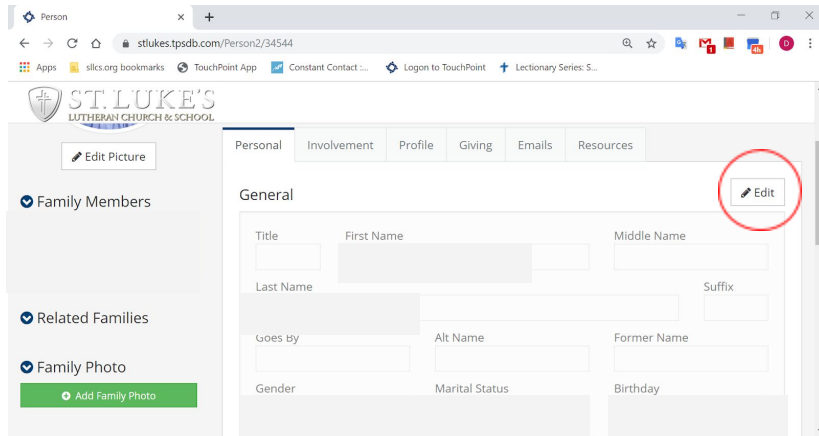 Person
stlukes.tpsdb.com/Person2/34544
Apps sllcs.org bookmarks TouchPoint App Constant Contact :... Logon to TouchPoint Lectionary Series: S...
4h
D
ST. LUKE'S
LUTHERAN CHURCH & SCHOOL
Edit Picture
Personal Involvement Profile Giving Emails Resources
Family Members
General
Edit
Title First Name Middle Name
Last Name Suffix
Related Families
Goes By Alt Name Former Name
Family Photo
Add Family Photo
Gender Marital Status Birthday